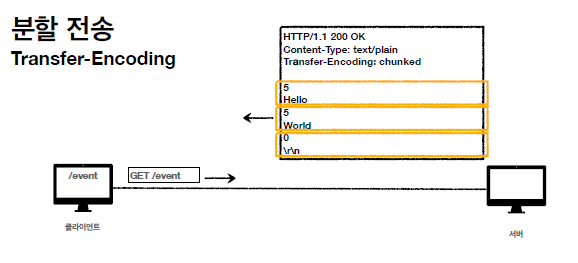 분할 전송
Transfer-Encoding
HTTP/1.1 200 OK
Content-Type: text/plain
Transfer-Encoding: chunked
5
Hello
5
World
0
\r\n
/event
GET /event
클라이언트
서버